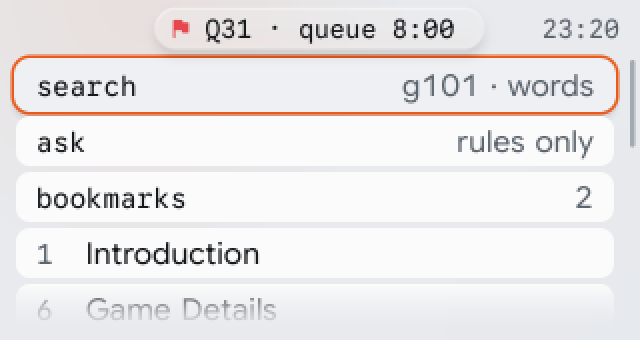 Q31 · queue 8:00 23:20
search g101 · words
ask rules only
bookmarks 2
1 Introduction
6 Game Details